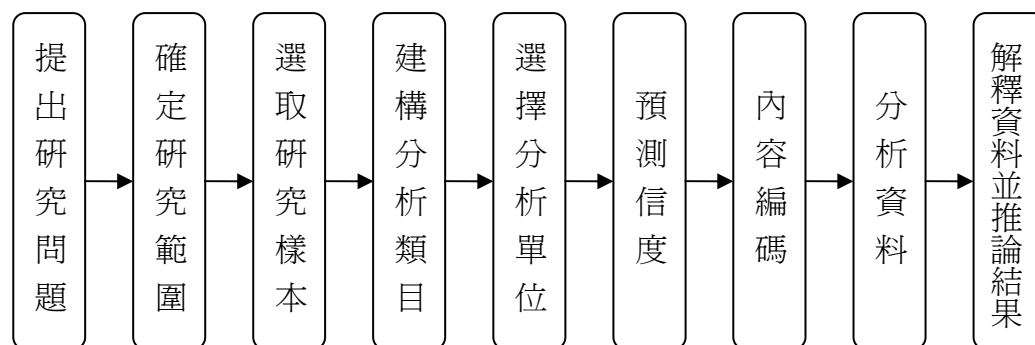 提出研究問題
確定研究範圍
選取研究樣本
建構分析類目
選擇分析單位
預測信度
內容編碼
分析資料
解釋資料並推論結果